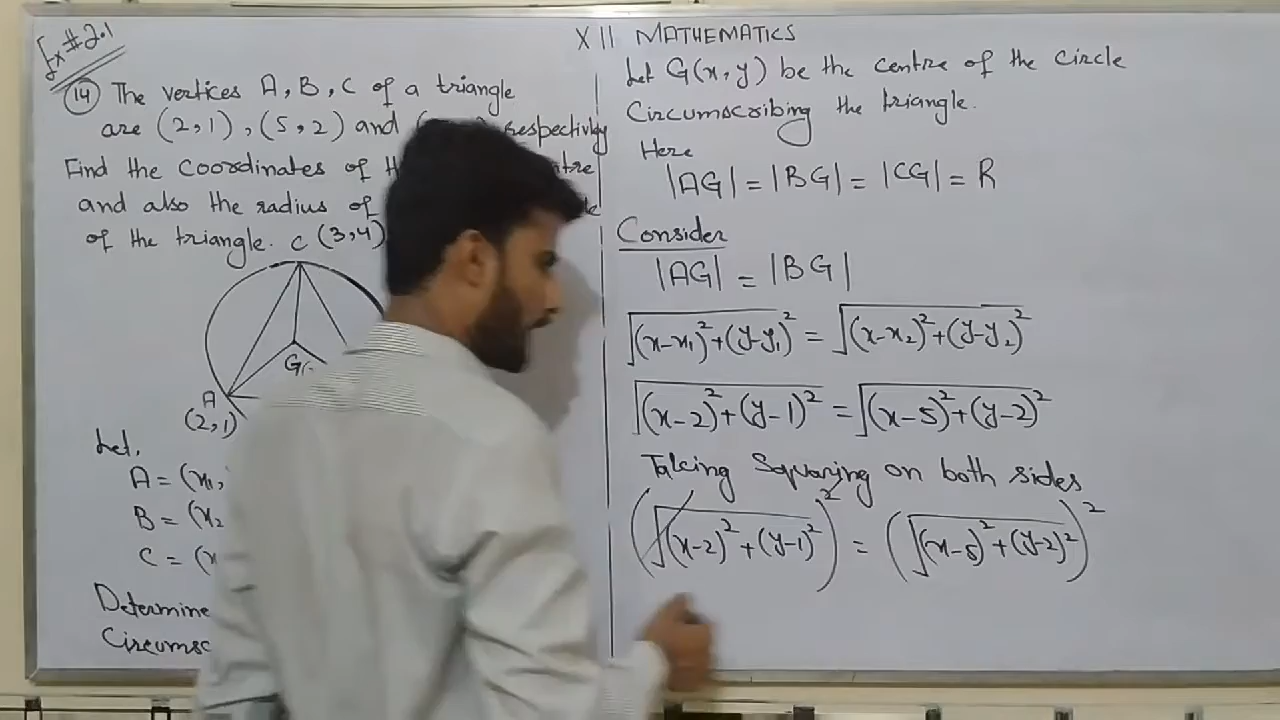 Ex # 2.1
XII MATHEMATICS
(14) The vertices A, B, C of a triangle
are (2,1), (5,2) and respectivly
Find the Coordinates of
and also the radius of
of the triangle. C (3,4)
G(
A
(2,1)
Let.
A = (x₁,
B = (x₂
C = (x
Determine
Let G(x,y) be the centre of the circle
Circumscribing the triangle.
Here
|AG| = |BG| = |CG| = R
Consider
|AG| = |BG|
√(x-x₁)²+(y-y₁)² = √(x-x₂)²+(y-y₂)²
√(x-2)²+(y-1)² = √(x-5)²+(y-2)²
Taking Squaring on both sides
(√(x-2)²+(y-1)²)² = (√(x-5)²+(y-2)²)²